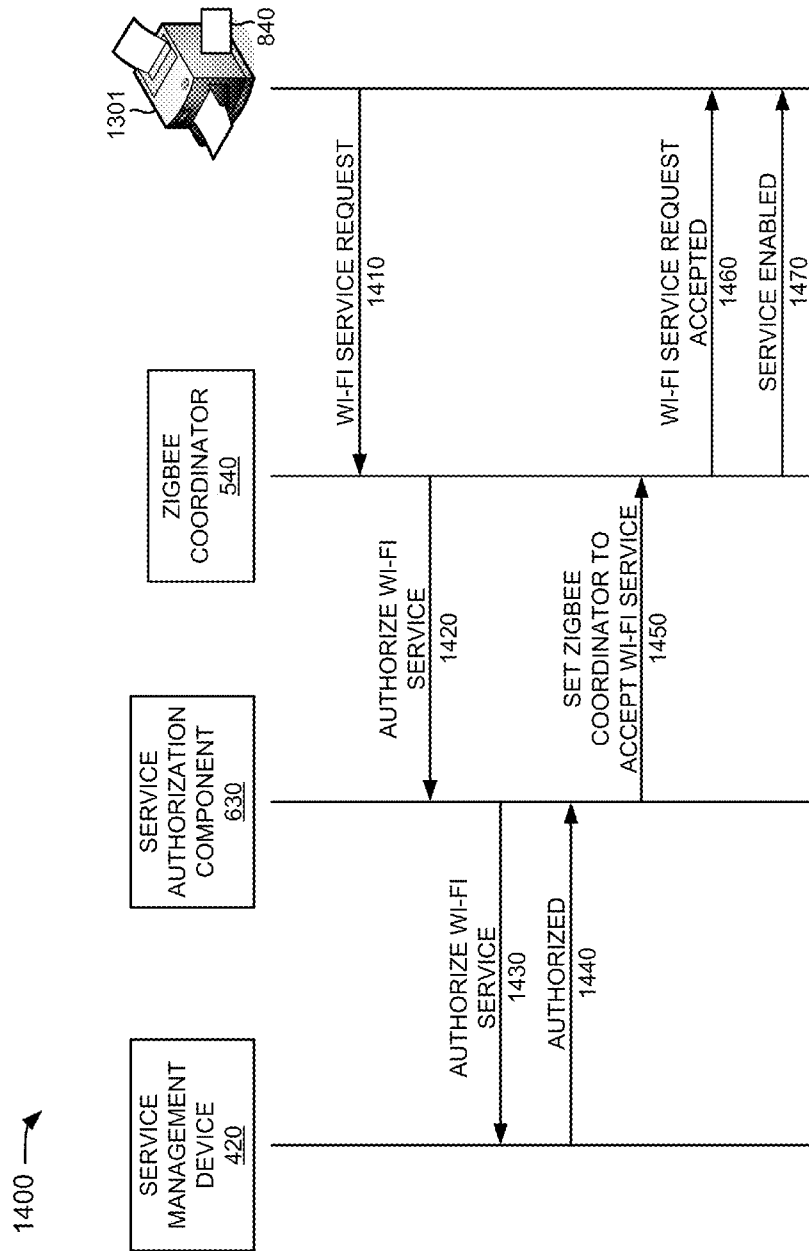 1400
SERVICE
MANAGEMENT
DEVICE
420
SERVICE
AUTHORIZATION
COMPONENT
630
ZIGBEE
COORDINATOR
540
1301
840
WI-FI SERVICE REQUEST
1410
AUTHORIZE WI-FI
SERVICE
1420
AUTHORIZE WI-FI
SERVICE
1430
AUTHORIZED
1440
SET ZIGBEE
COORDINATOR TO
ACCEPT WI-FI SERVICE
1450
WI-FI SERVICE REQUEST
ACCEPTED
1460
SERVICE ENABLED
1470